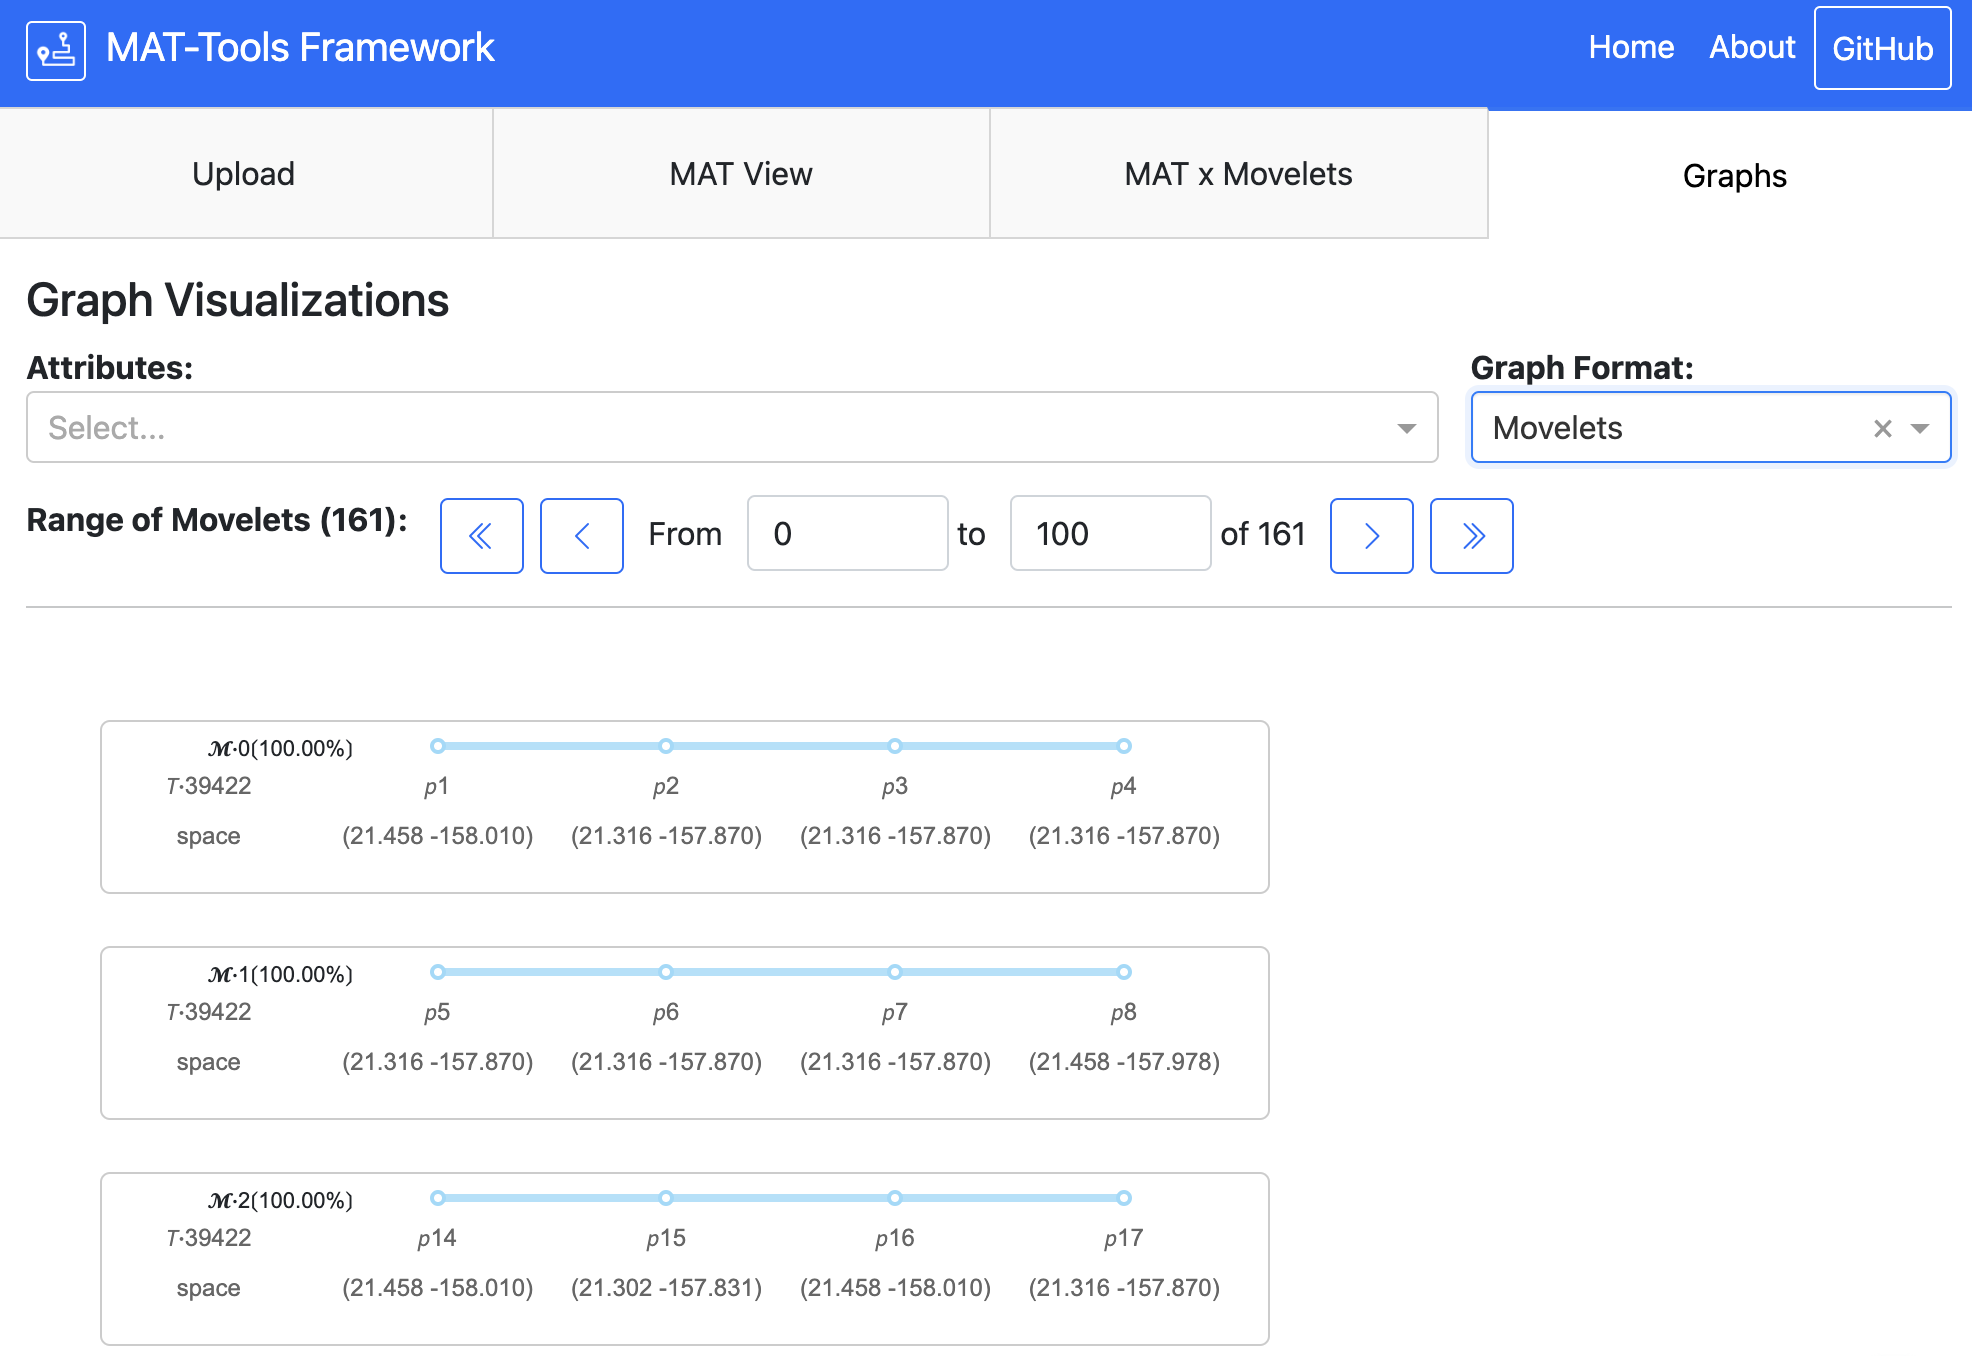 MAT-Tools Framework Home About GitHub
Upload MAT View MAT x Movelets Graphs
Graph Visualizations
Attributes: Graph Format:
Select... Movelets
Range of Movelets (161): From 0 to 100 of 161
ℳ·0(100.00%)
T·39422 p1 p2 p3 p4
space (21.458 -158.010) (21.316 -157.870) (21.316 -157.870) (21.316 -157.870)
ℳ·1(100.00%)
T·39422 p5 p6 p7 p8
space (21.316 -157.870) (21.316 -157.870) (21.316 -157.870) (21.458 -157.978)
ℳ·2(100.00%)
T·39422 p14 p15 p16 p17
space (21.458 -158.010) (21.302 -157.831) (21.458 -158.010) (21.316 -157.870)